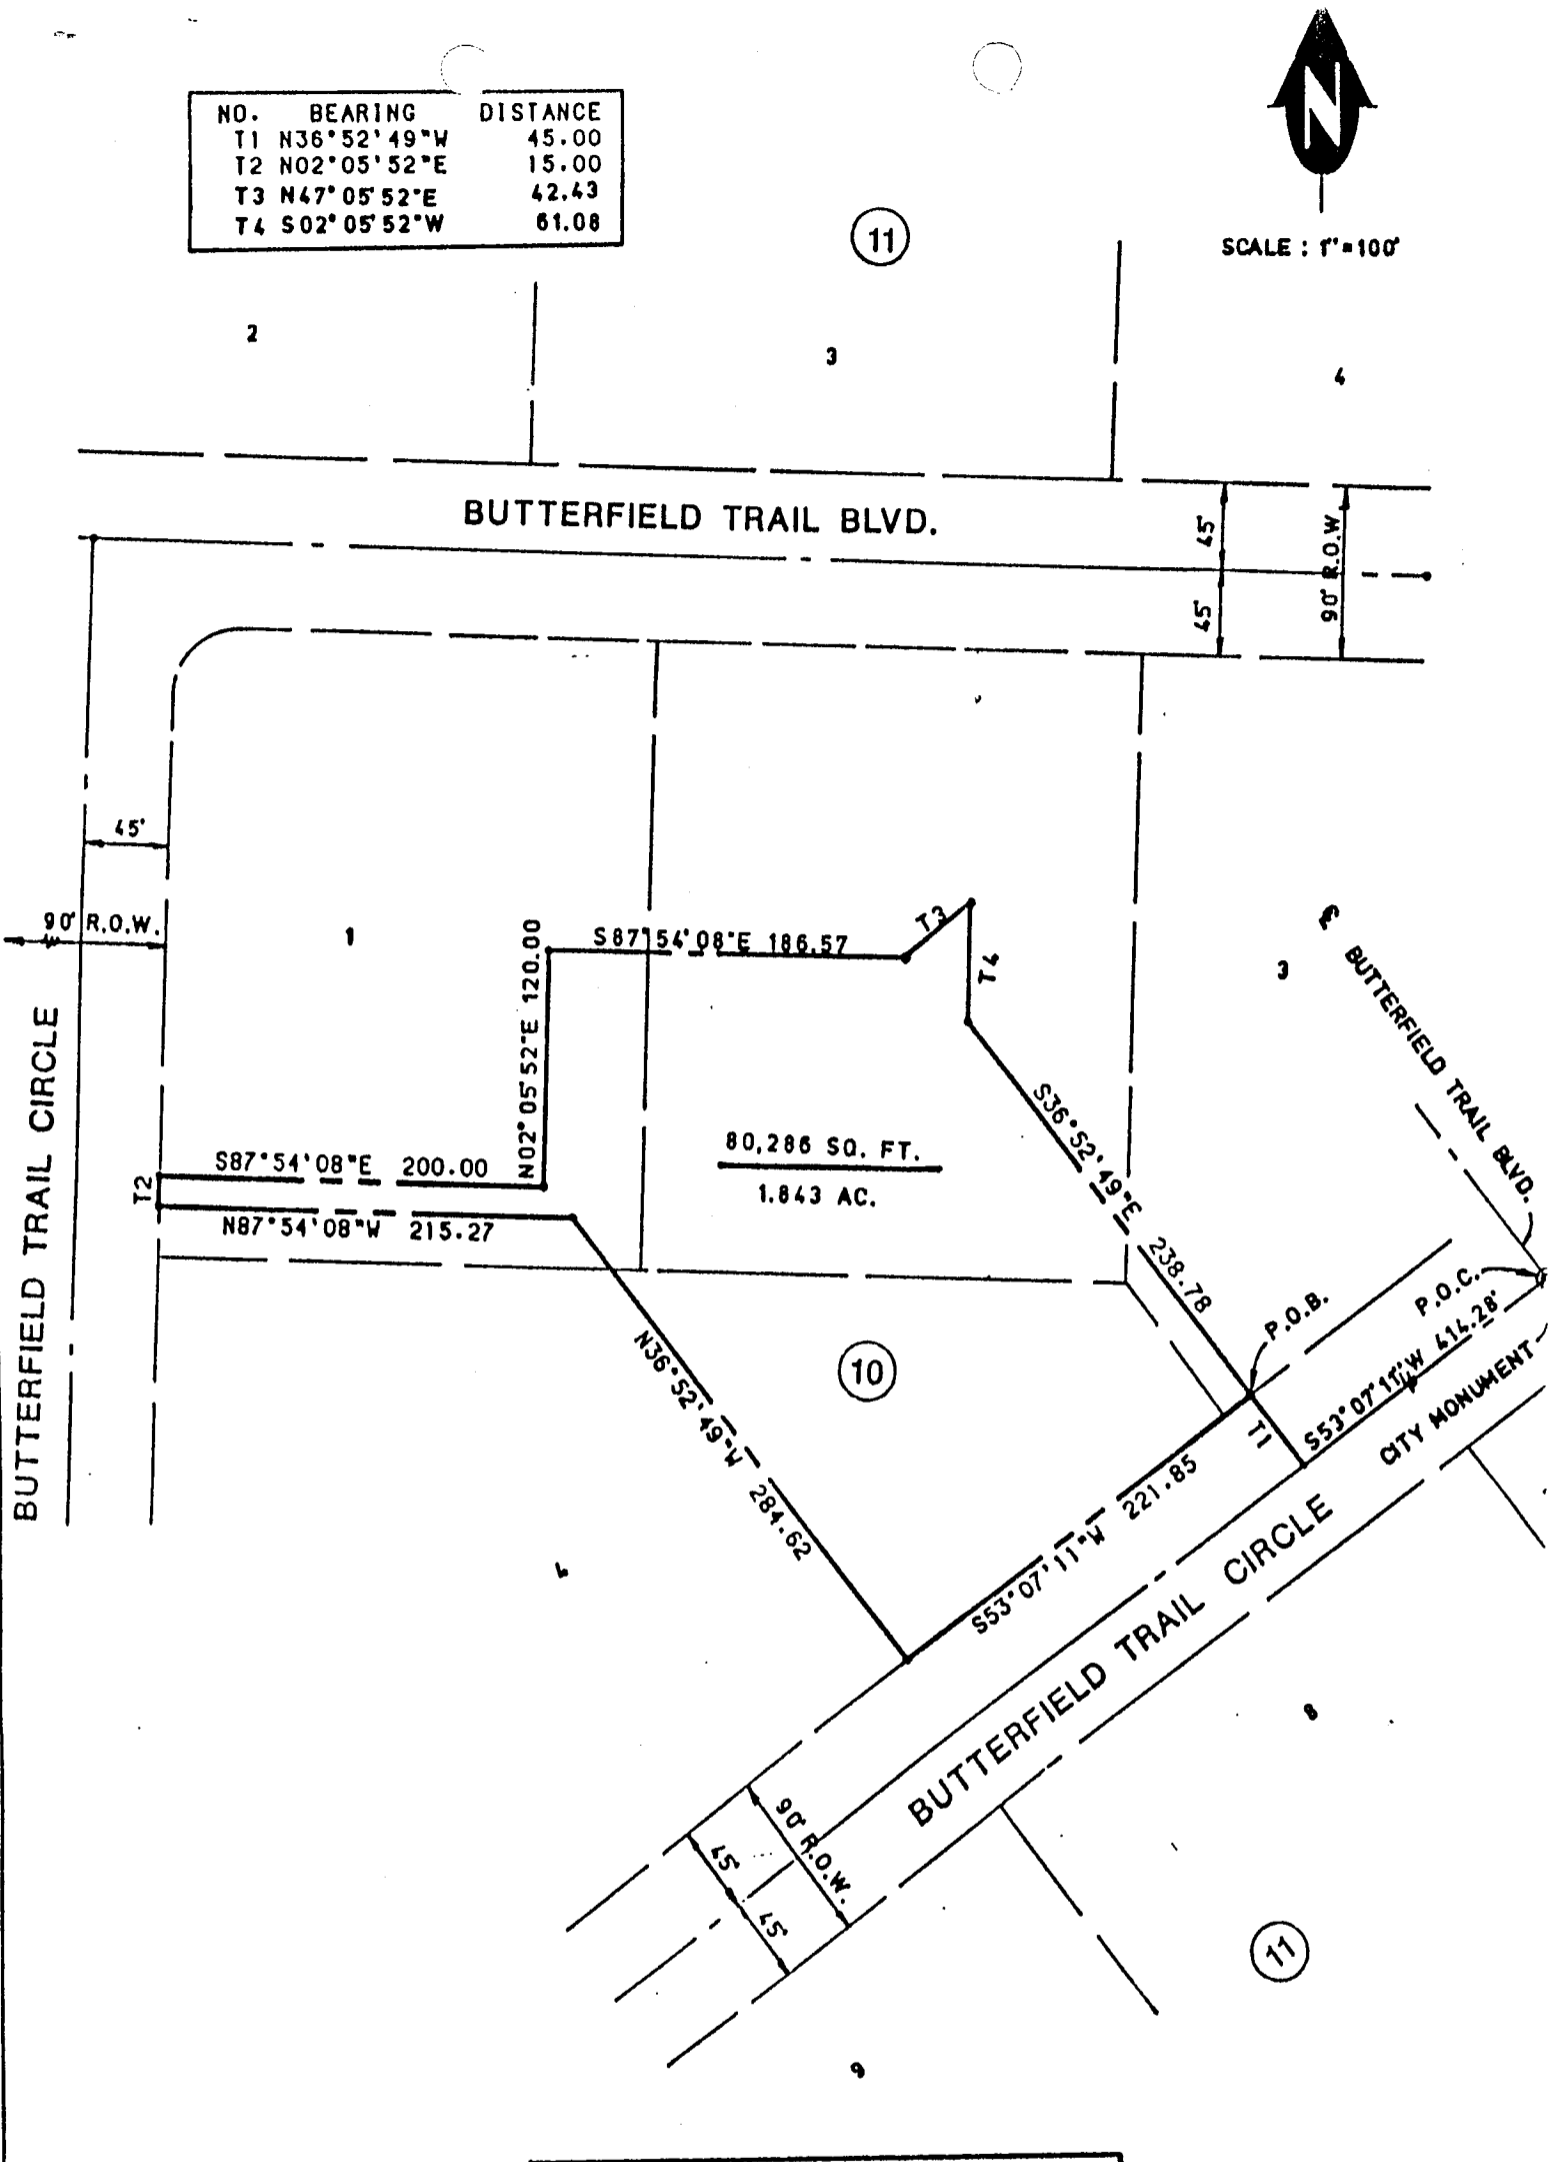 NO. BEARING DISTANCE
T1 N36°52'49"W 45.00
T2 N02°05'52"E 15.00
T3 N47°05'52"E 42.43
T4 S02°05'52"W 61.08
N
SCALE : 1"=100'
11
2
3
4
BUTTERFIELD TRAIL BLVD.
45'
45'
90' R.O.W.
45'
90' R.O.W.
1
BUTTERFIELD TRAIL CIRCLE
S87°54'08"E 186.57
T3
T4
N02°05'52"E 120.00
3
℄ BUTTERFIELD TRAIL BLVD.
S87°54'08"E 200.00
T2
N87°54'08"W 215.27
80,286 SQ. FT.
1.843 AC.
S36°52'49"E 238.78
P.O.B.
P.O.C.
S53°07'11"W 414.28'
CITY MONUMENT
T1
10
N36°52'49"W 284.62
S53°07'11"W 221.85
4
BUTTERFIELD TRAIL CIRCLE
8
90' R.O.W.
45'
45'
11
9